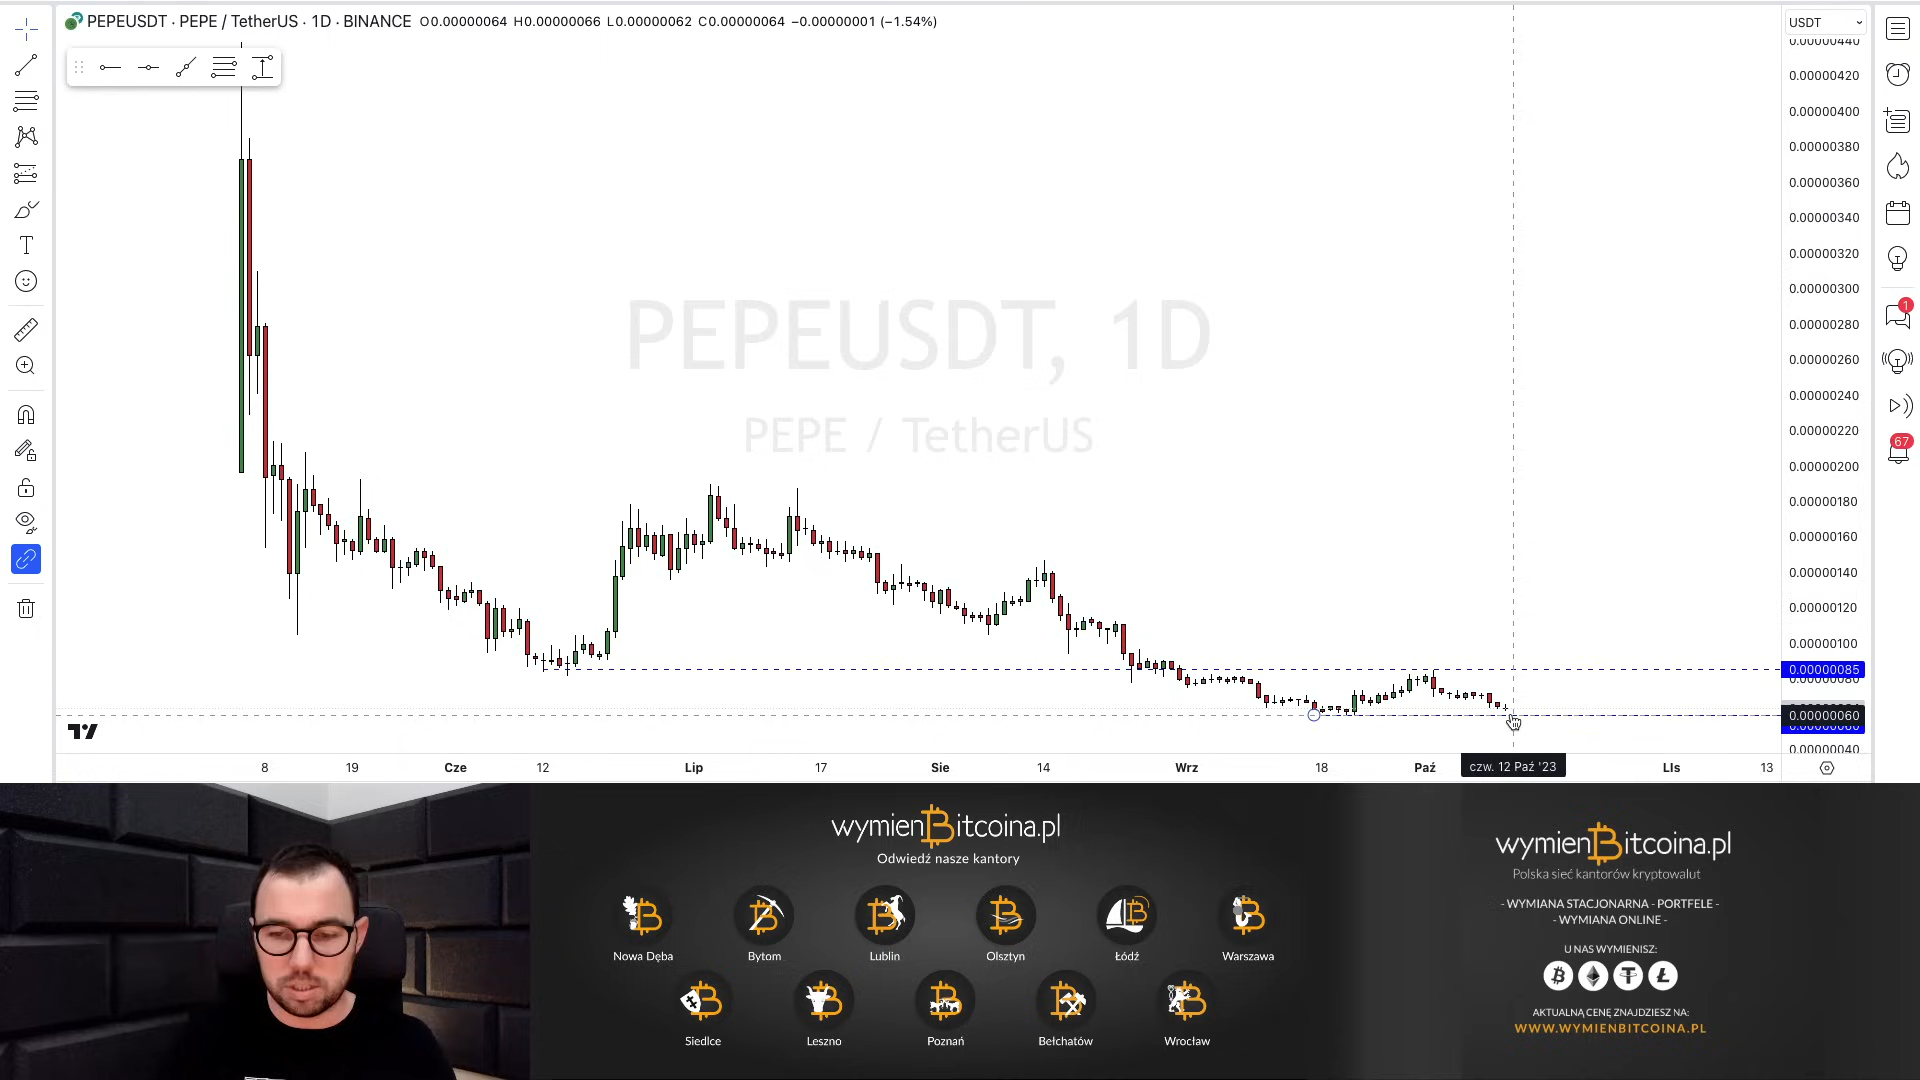 PEPEUSDT · PEPE / TetherUS · 1D · BINANCE O0.00000064 H0.00000066 L0.00000062 C0.00000064 −0.00000001 (−1.54%)
USDT
0.00000440
0.00000420
0.00000400
0.00000380
0.00000360
0.00000340
0.00000320
0.00000300
0.00000280
0.00000260
0.00000240
0.00000220
0.00000200
0.00000180
0.00000160
0.00000140
0.00000120
0.00000100
0.00000085
0.00000080
0.00000060
0.00000060
0.00000040
1
67
PEPEUSDT, 1D
PEPE / TetherUS
8 19 Cze 12 Lip 17 Sie 14 Wrz 18 Paź czw. 12 Paź '23 LIs 13
wymienBitcoina.pl
Odwiedź nasze kantory
Nowa Dęba Bytom Lublin Olsztyn Łódź Warszawa
Siedlce Leszno Poznań Bełchatów Wrocław
wymienBitcoina.pl
Polska sieć kantorów kryptowalut
- WYMIANA STACJONARNA - PORTFELE -
- WYMIANA ONLINE -
U NAS WYMIENISZ:
AKTUALNĄ CENĘ ZNAJDZIESZ NA:
WWW.WYMIENBITCOINA.PL